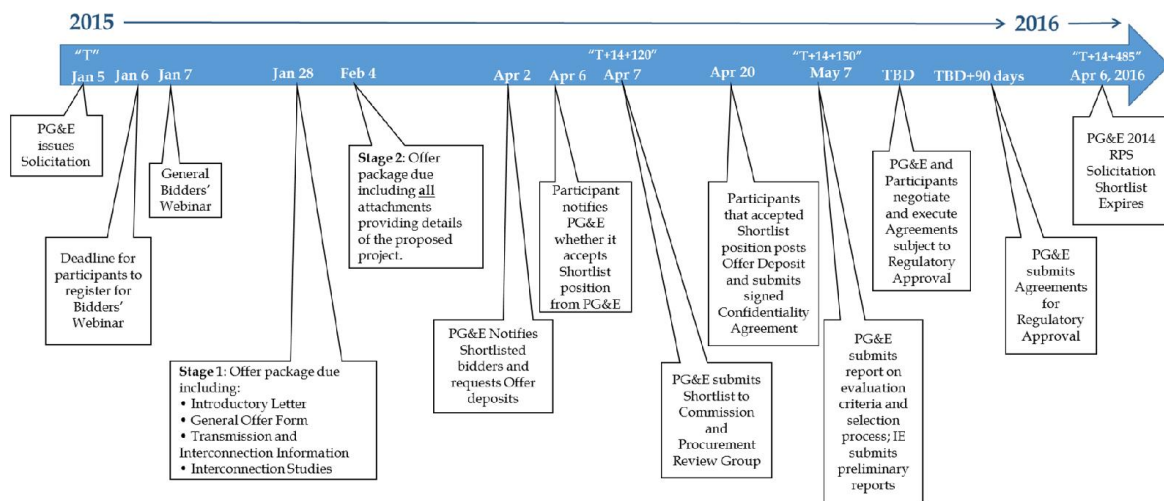 2015
2016
“T”
Jan 5
Jan 6
Jan 7
Jan 28
Feb 4
Apr 2
Apr 6
“T+14+120”
Apr 7
Apr 20
“T+14+150”
May 7
TBD
TBD+90 days
“T+14+485”
Apr 6, 2016
PG&E
issues
Solicitation
Deadline for
participants to
register for
Bidders’
Webinar
General
Bidders’
Webinar
Stage 1: Offer package due
including:
• Introductory Letter
• General Offer Form
• Transmission and
Interconnection Information
• Interconnection Studies
Stage 2: Offer
package due
including all
attachments
providing details
of the proposed
project.
PG&E Notifies
Shortlisted
bidders and
requests Offer
deposits
Participant
notifies
PG&E
whether it
accepts
Shortlist
position
from PG&E
PG&E submits
Shortlist to
Commission
and
Procurement
Review Group
Participants
that accepted
Shortlist
position posts
Offer Deposit
and submits
signed
Confidentiality
Agreement
PG&E
submits
report on
evaluation
criteria and
selection
process; IE
submits
preliminary
reports
PG&E and
Participants
negotiate
and execute
Agreements
subject to
Regulatory
Approval
PG&E
submits
Agreements
for
Regulatory
Approval
PG&E 2014
RPS
Solicitation
Shortlist
Expires